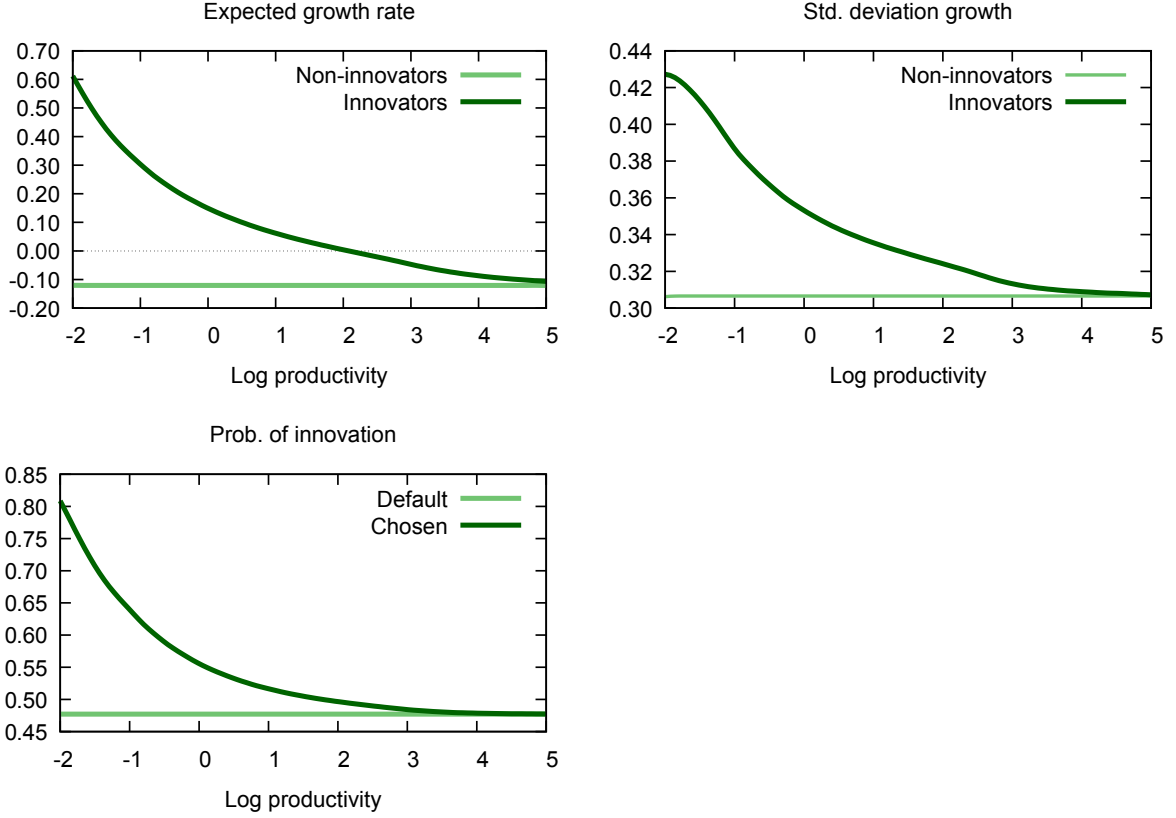 Expected growth rate
0.70
0.60
0.50
0.40
0.30
0.20
0.10
0.00
-0.10
-0.20
Non-innovators
Innovators
-2 -1 0 1 2 3 4 5
Log productivity
Std. deviation growth
0.44
0.42
0.40
0.38
0.36
0.34
0.32
0.30
Non-innovators
Innovators
-2 -1 0 1 2 3 4 5
Log productivity
Prob. of innovation
0.85
0.80
0.75
0.70
0.65
0.60
0.55
0.50
0.45
Default
Chosen
-2 -1 0 1 2 3 4 5
Log productivity